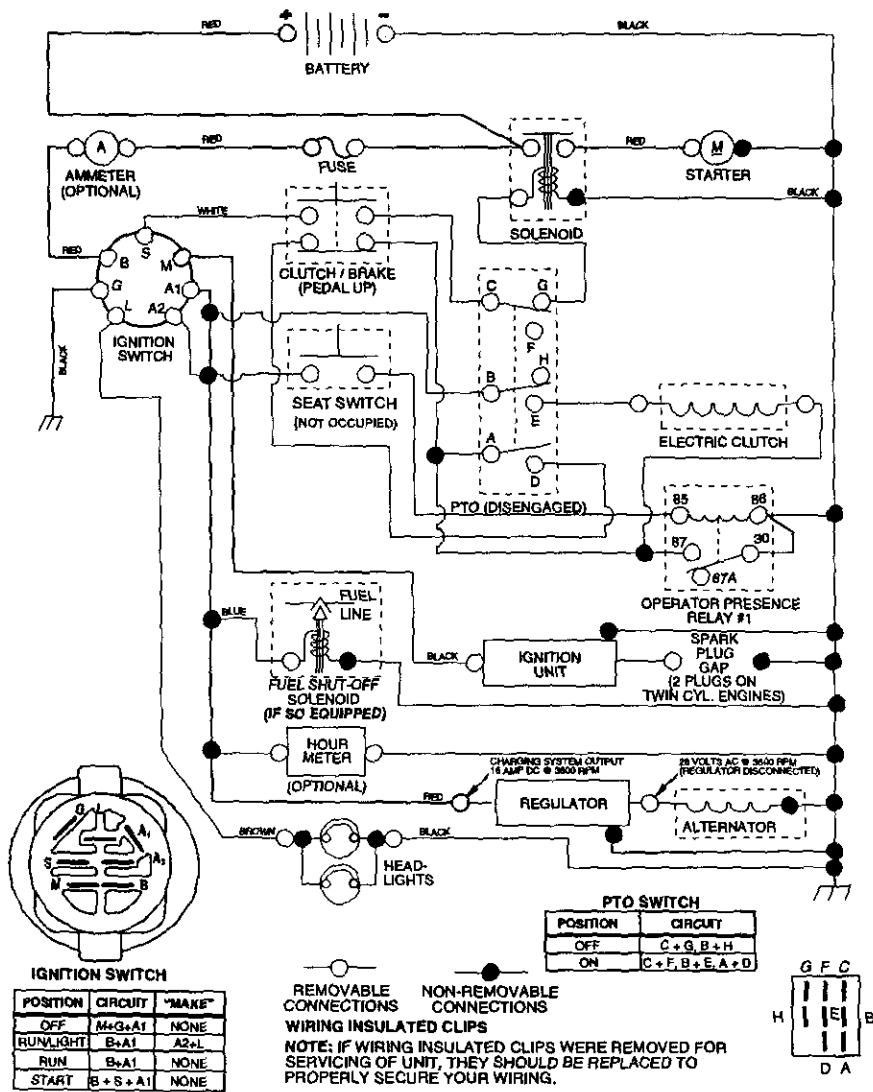 RED
+
-
BLACK
BATTERY
A
RED
FUSE
RED
M
AMMETER
(OPTIONAL)
STARTER
BLACK
SOLENOID
WHITE
S
RED
B
M
G
A1
L
A2
CLUTCH / BRAKE
(PEDAL UP)
C
G
F
H
B
E
A
D
IGNITION
SWITCH
BLACK
SEAT SWITCH
(NOT OCCUPIED)
ELECTRIC CLUTCH
PTO (DISENGAGED)
85
86
87
30
87A
OPERATOR PRESENCE
RELAY #1
BLUE
FUEL
LINE
FUEL SHUT-OFF
SOLENOID
(IF SO EQUIPPED)
BLACK
IGNITION
UNIT
SPARK
PLUG
GAP
(2 PLUGS ON
TWIN CYL. ENGINES)
HOUR
METER
(OPTIONAL)
CHARGING SYSTEM OUTPUT
16 AMP DC @ 3600 RPM
28 VOLTS AC @ 3600 RPM
(REGULATOR DISCONNECTED)
RED
REGULATOR
ALTERNATOR
BROWN
BLACK
HEAD-
LIGHTS
G
L
A1
S
A2
M
B
IGNITION SWITCH
POSITION CIRCUIT "MAKE"
OFF M+G+A1 NONE
RUN/LIGHT B+A1 A2+L
RUN B+A1 NONE
START B + S + A1 NONE
PTO SWITCH
POSITION CIRCUIT
OFF C + G, B + H
ON C + F, B + E, A + D
G F C
H E B
D A
REMOVABLE
CONNECTIONS
NON-REMOVABLE
CONNECTIONS
WIRING INSULATED CLIPS
NOTE: IF WIRING INSULATED CLIPS WERE REMOVED FOR
SERVICING OF UNIT, THEY SHOULD BE REPLACED TO
PROPERLY SECURE YOUR WIRING.